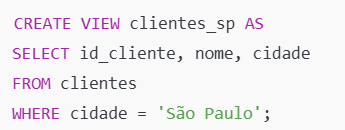 CREATE VIEW clientes_sp AS
SELECT id_cliente, nome, cidade
FROM clientes
WHERE cidade = 'São Paulo';